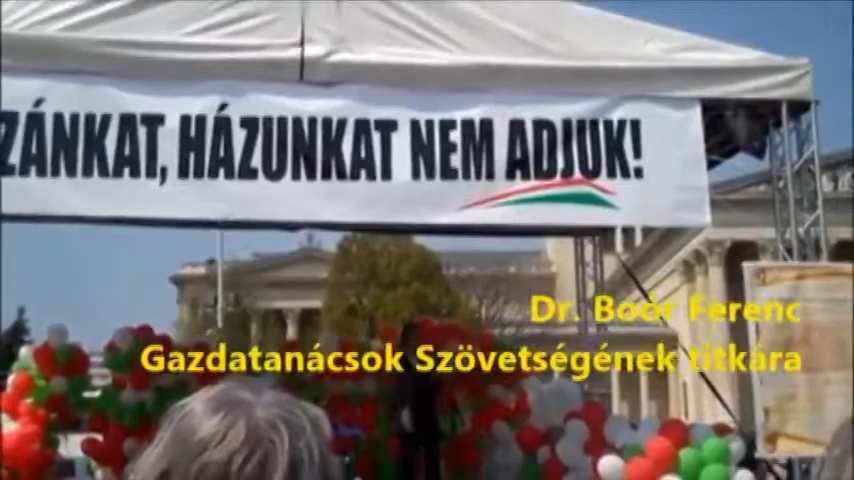 ZÁNKAT, HÁZUNKAT NEM ADJUK!
Dr. Boór Ferenc
Gazdatanácsok Szövetségének titkára